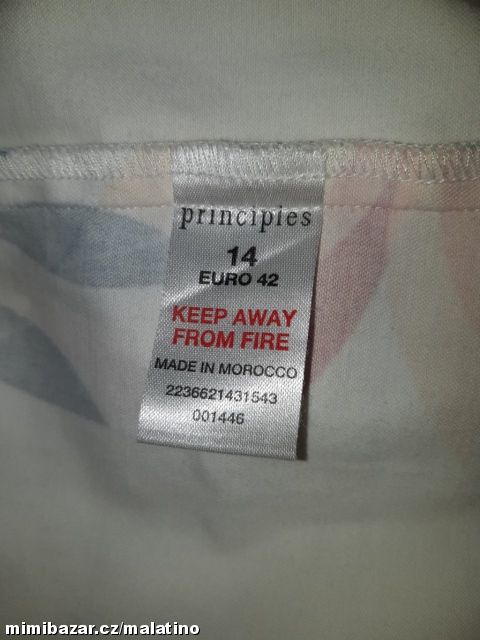 principles
14
EURO 42
KEEP AWAY
FROM FIRE
MADE IN MOROCCO
2236621431543
001446
mimibazar.cz/malatino